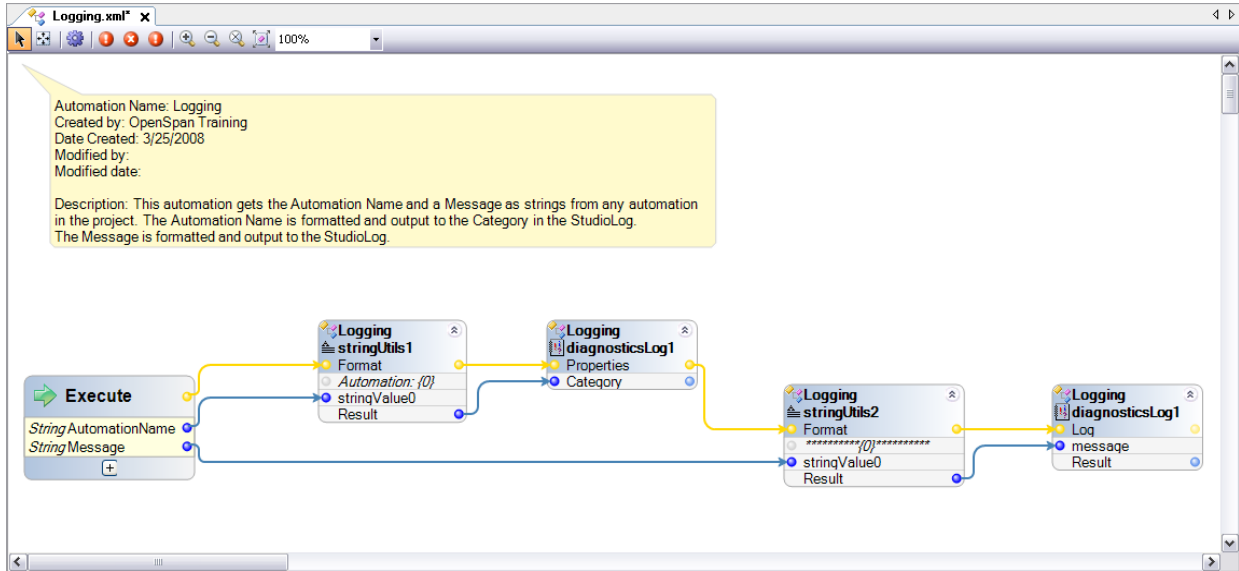 Logging.xml* x
100%
Automation Name: Logging
Created by: OpenSpan Training
Date Created: 3/25/2008
Modified by:
Modified date:
Description: This automation gets the Automation Name and a Message as strings from any automation
in the project. The Automation Name is formatted and output to the Category in the StudioLog.
The Message is formatted and output to the StudioLog.
Execute
String AutomationName
String Message
Logging
stringUtils1
Format
Automation: {0}
stringValue0
Result
Logging
diagnosticsLog1
Properties
Category
Logging
stringUtils2
Format
**********{0}**********
stringValue0
Result
Logging
diagnosticsLog1
Log
message
Result